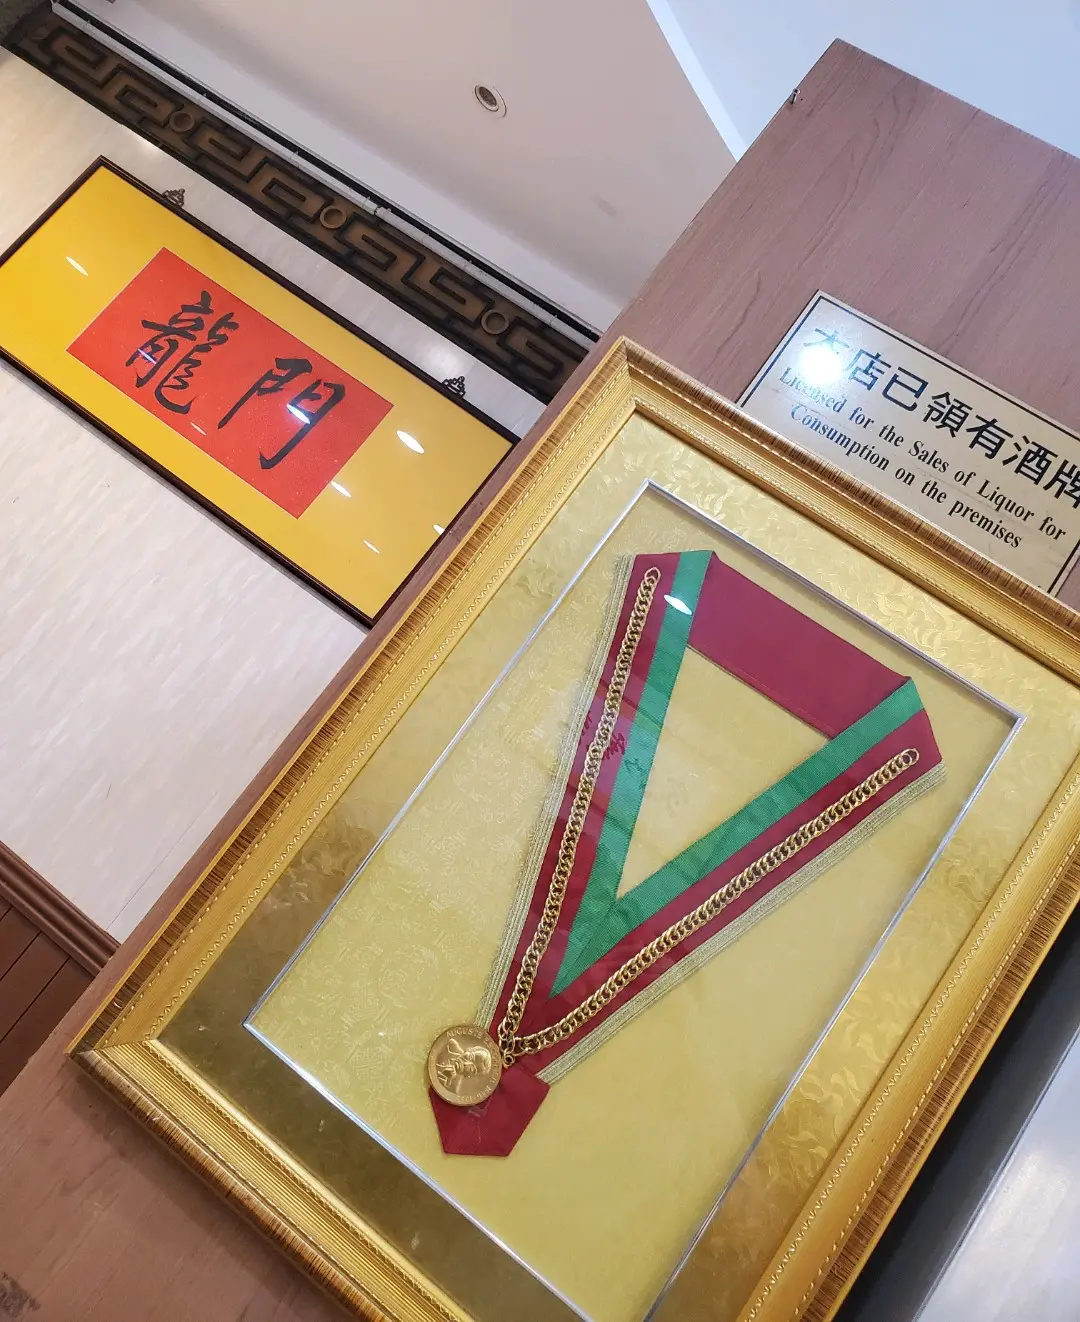 龍門
本店已領有酒牌
Licensed for the Sales of Liquor for
Consumption on the premises